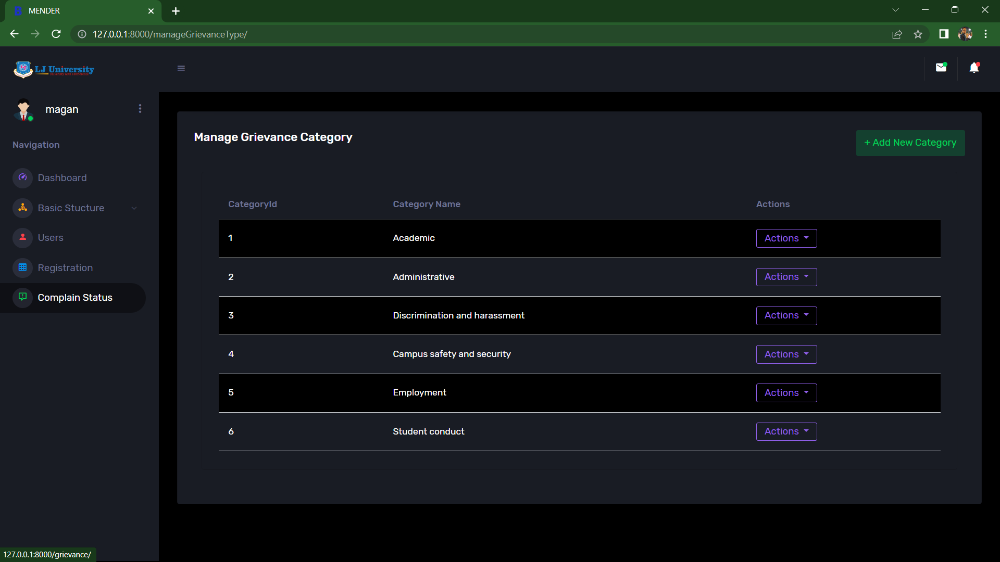 MENDER
127.0.0.1:8000/manageGrievanceType/
LJ University
University with a Difference
magan
Navigation
Dashboard
Basic Stucture
Users
Registration
Complain Status
Manage Grievance Category
+ Add New Category
CategoryId Category Name Actions
1 Academic Actions
2 Administrative Actions
3 Discrimination and harassment Actions
4 Campus safety and security Actions
5 Employment Actions
6 Student conduct Actions
127.0.0.1:8000/grievance/